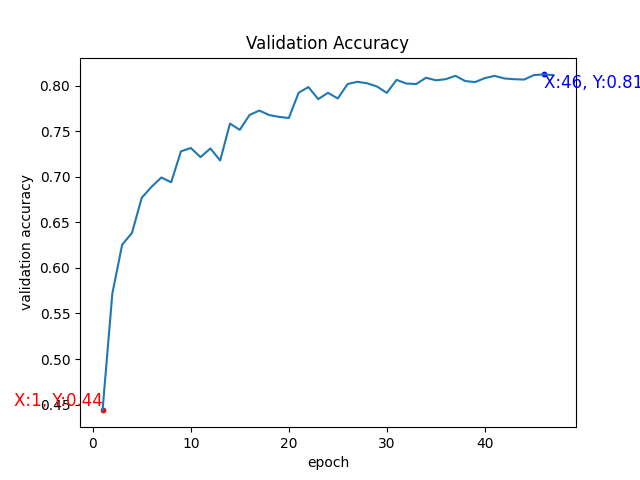 Validation Accuracy
validation accuracy
0.80
0.75
0.70
0.65
0.60
0.55
0.50
0.45
X:46, Y:0.81
X:1, Y:0.44
0
10
20
30
40
epoch